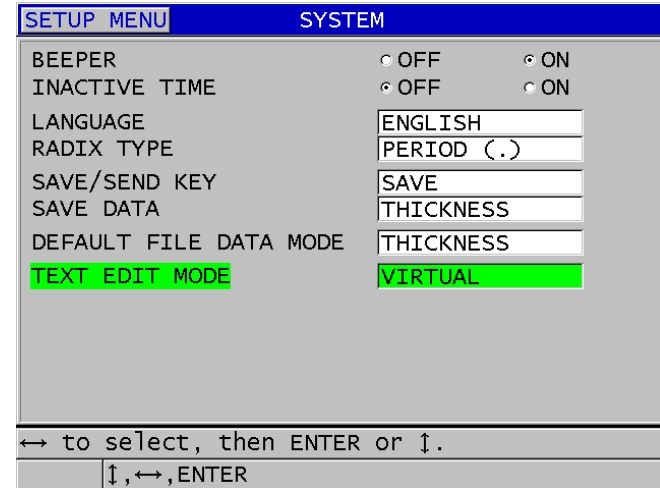 SETUP MENU SYSTEM
BEEPER OFF ON
INACTIVE TIME OFF ON
LANGUAGE ENGLISH
RADIX TYPE PERIOD (.)
SAVE/SEND KEY SAVE
SAVE DATA THICKNESS
DEFAULT FILE DATA MODE THICKNESS
TEXT EDIT MODE VIRTUAL
↔ to select, then ENTER or ↕.
↕,↔,ENTER